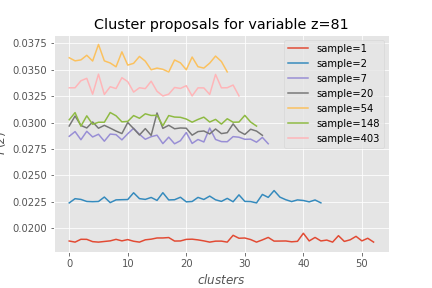 Cluster proposals for variable z=81
0.0375
0.0350
0.0325
0.0300
0.0275
0.0250
0.0225
0.0200
sample=1
sample=2
sample=7
sample=20
sample=54
sample=148
sample=403
0 10 20 30 40 50
clusters